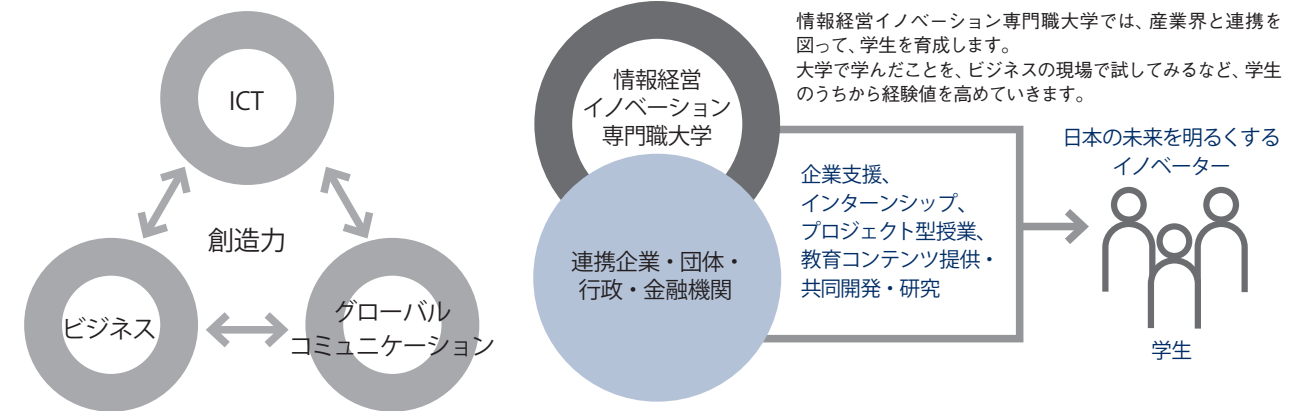 ICT
創造力
ビジネス
グローバル
コミュニケーション
情報経営
イノベーション
専門職大学
連携企業・団体・
行政・金融機関
情報経営イノベーション専門職大学では、産業界と連携を
図って、学生を育成します。
大学で学んだことを、ビジネスの現場で試してみるなど、学生
のうちから経験値を高めていきます。
企業支援、
インターンシップ、
プロジェクト型授業、
教育コンテンツ提供・
共同開発・研究
日本の未来を明るくする
イノベーター
学生